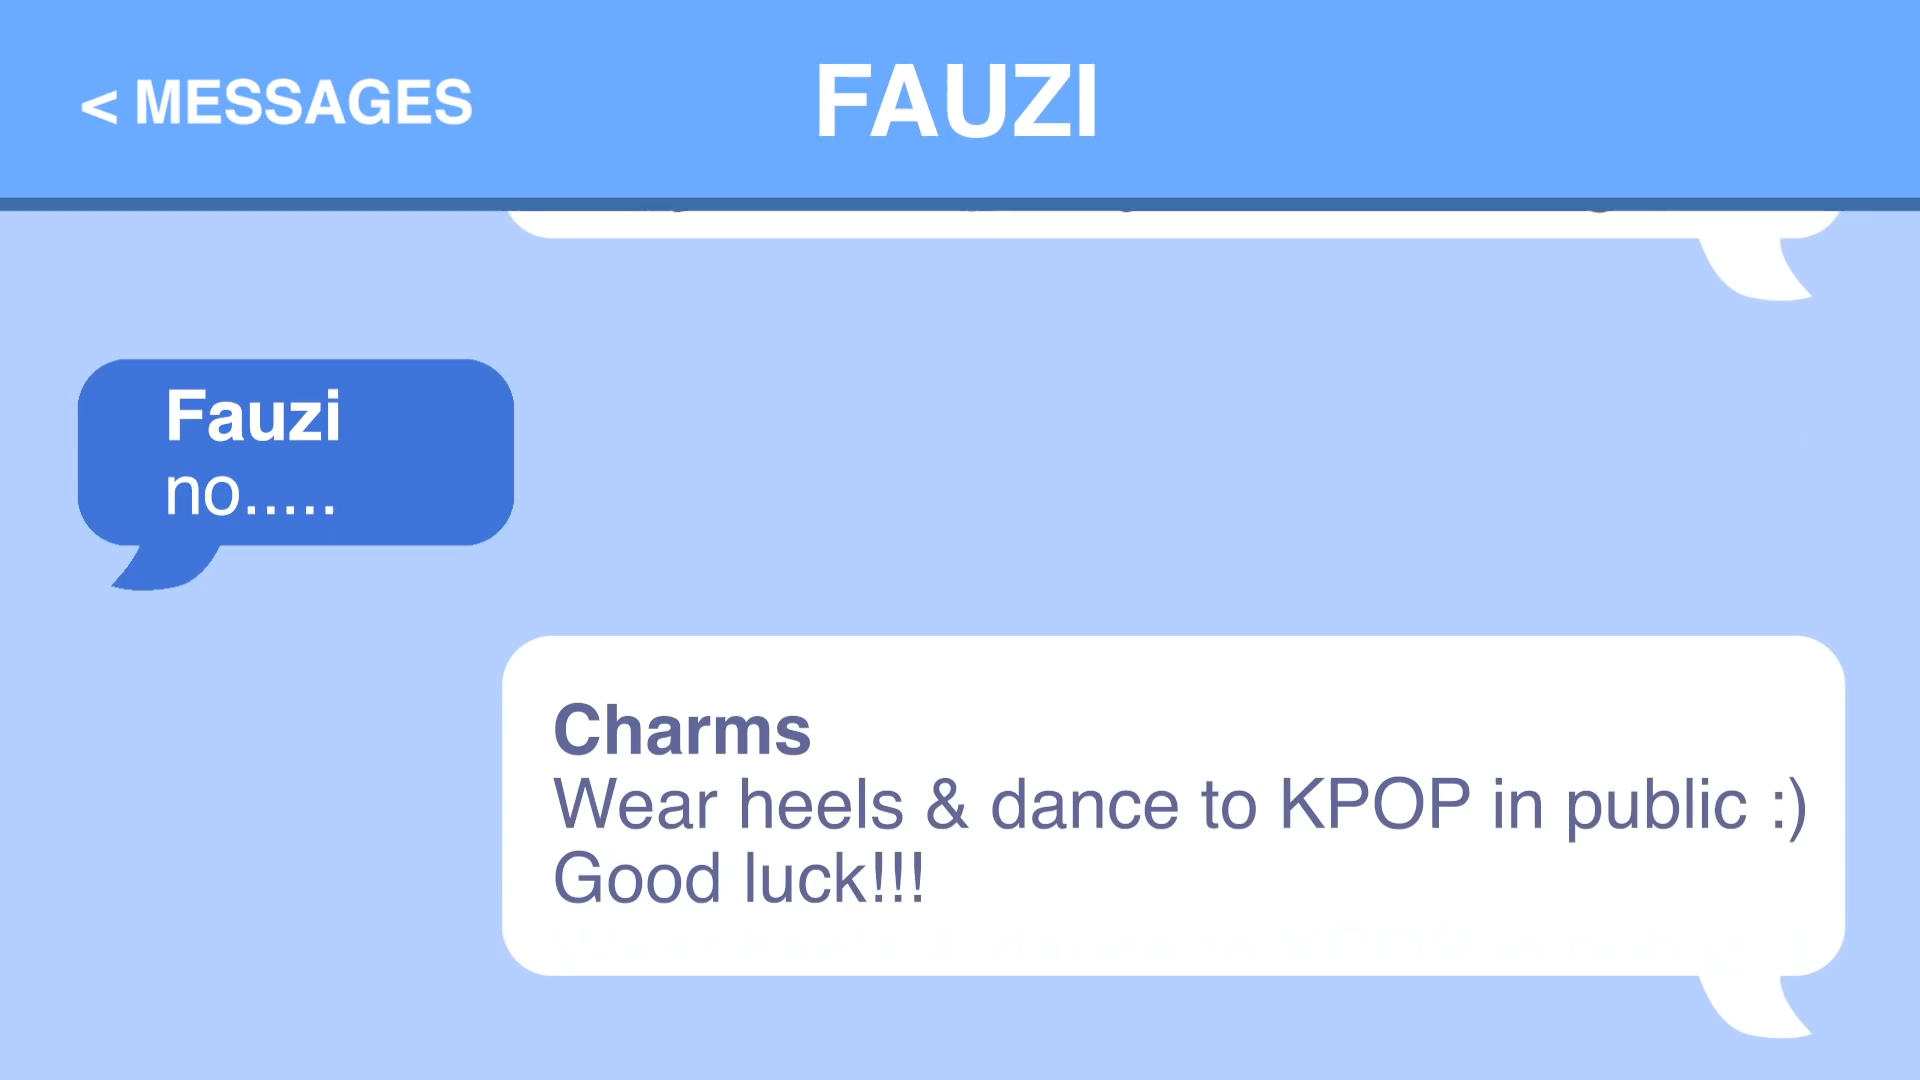 < MESSAGES
FAUZI
Fauzi
no.....
Charms
Wear heels & dance to KPOP in public :)
Good luck!!!